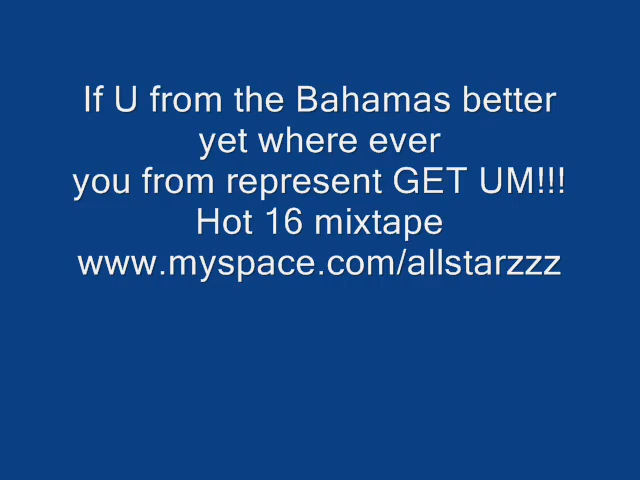 If U from the Bahamas better
yet where ever
you from represent GET UM!!!
Hot 16 mixtape
www.myspace.com/allstarzzz